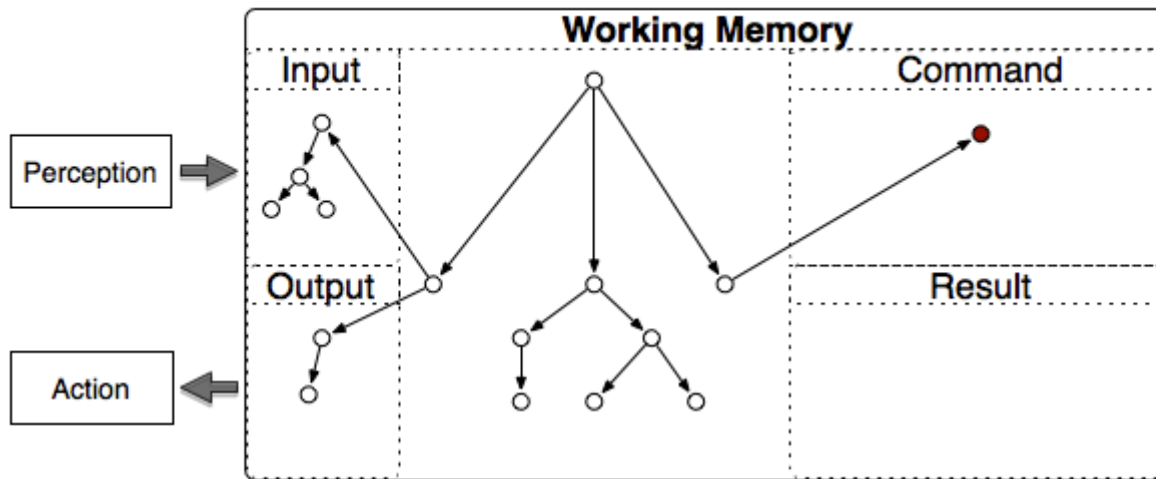 Working Memory
Input
Command
Perception
Output
Result
Action